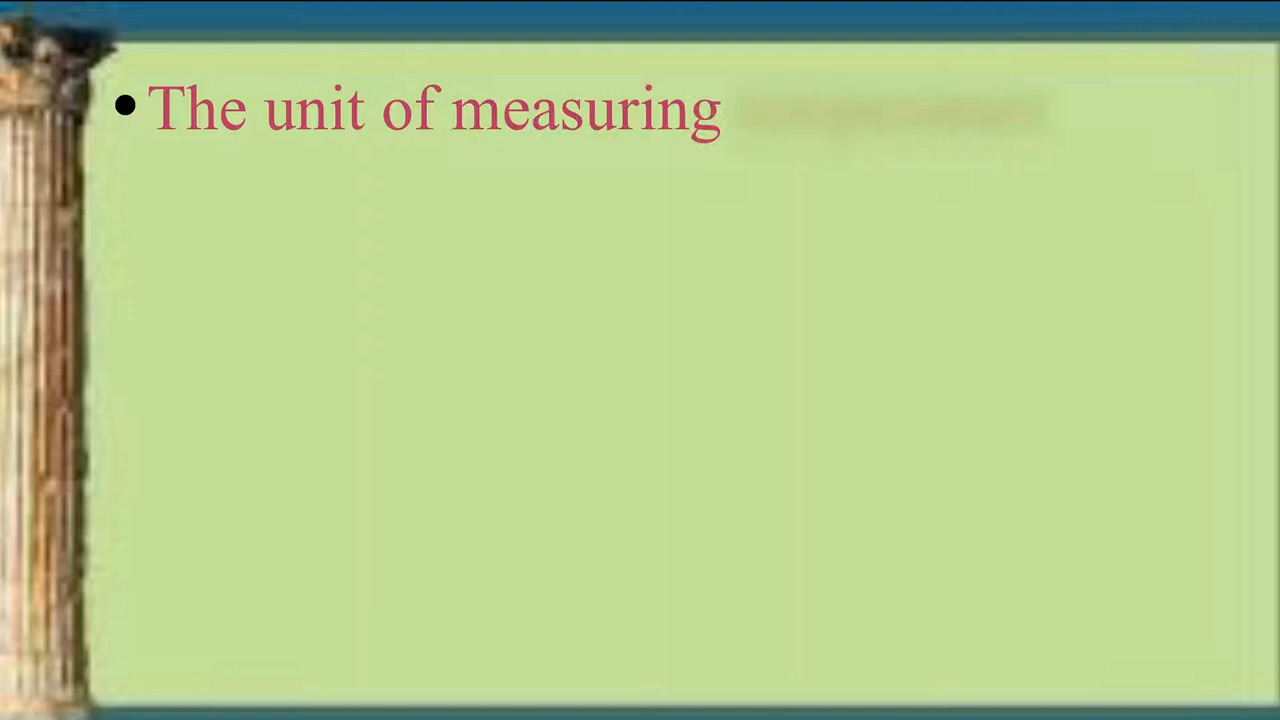 • The unit of measuring